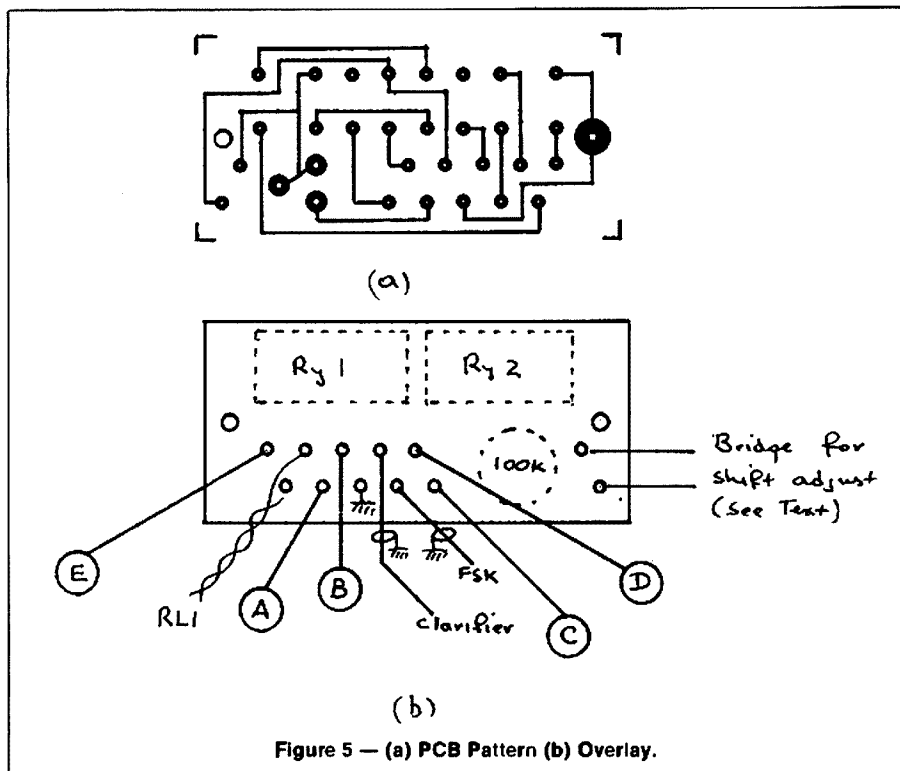 (a)
Ry 1
Ry 2
100K
Bridge for
shift adjust
(see Text)
E
RL1
A
B
Clarifier
FSK
C
D
(b)
Figure 5 — (a) PCB Pattern (b) Overlay.